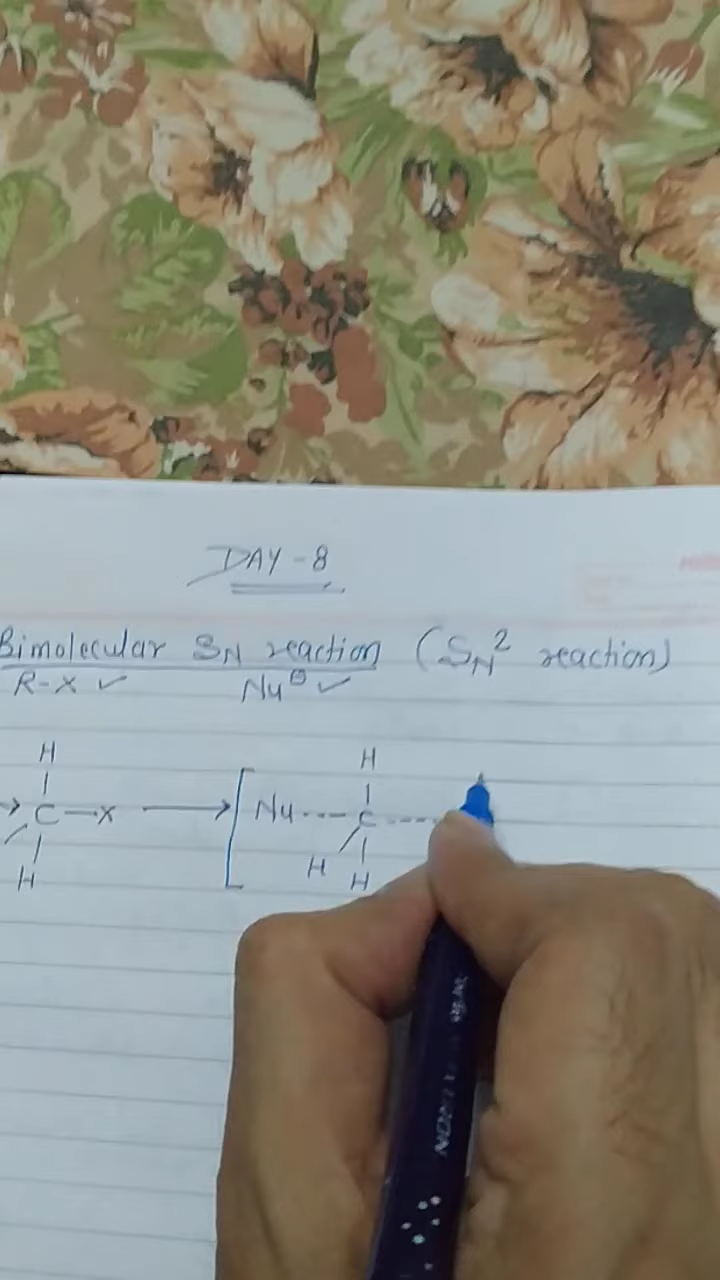 DAY - 8
Bimolecular SN reaction (SN2 reaction)
R-X ✓ Nu⊖ ✓
H H
C—X ⟶ [ Nu---C----
H H H